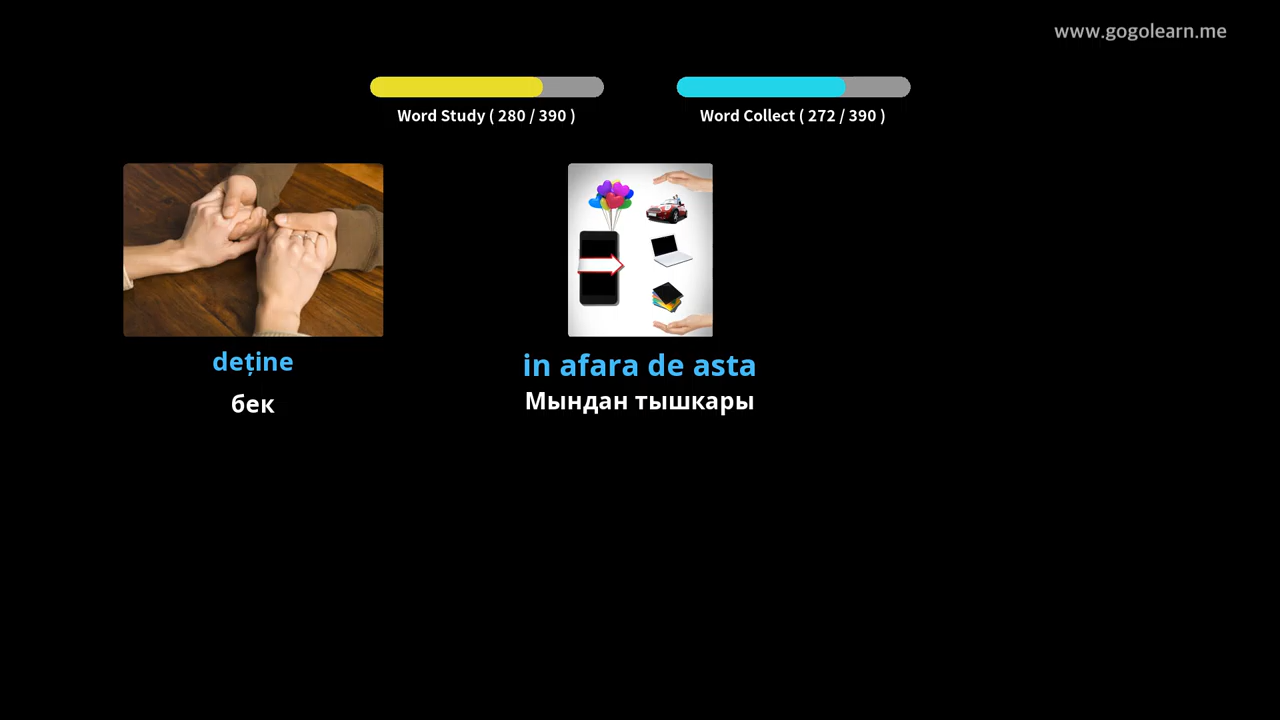 www.gogolearn.me
Word Study ( 280 / 390 )
Word Collect ( 272 / 390 )
deține
бек
in afara de asta
Мындан тышкары